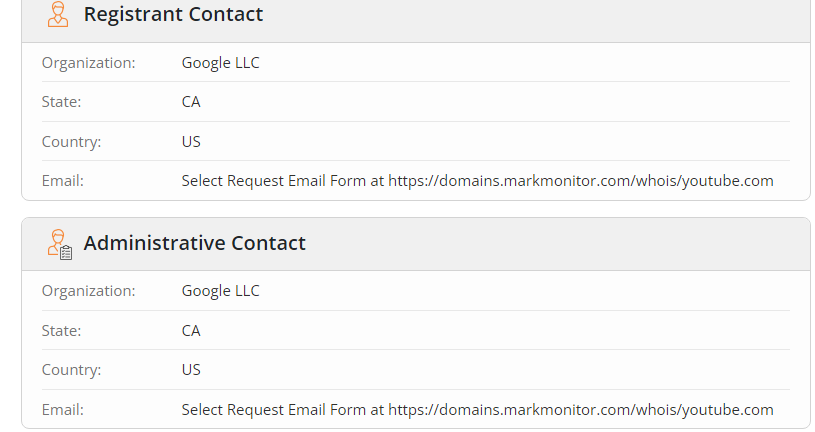 Registrant Contact
Organization: Google LLC
State: CA
Country: US
Email: Select Request Email Form at https://domains.markmonitor.com/whois/youtube.com
Administrative Contact
Organization: Google LLC
State: CA
Country: US
Email: Select Request Email Form at https://domains.markmonitor.com/whois/youtube.com